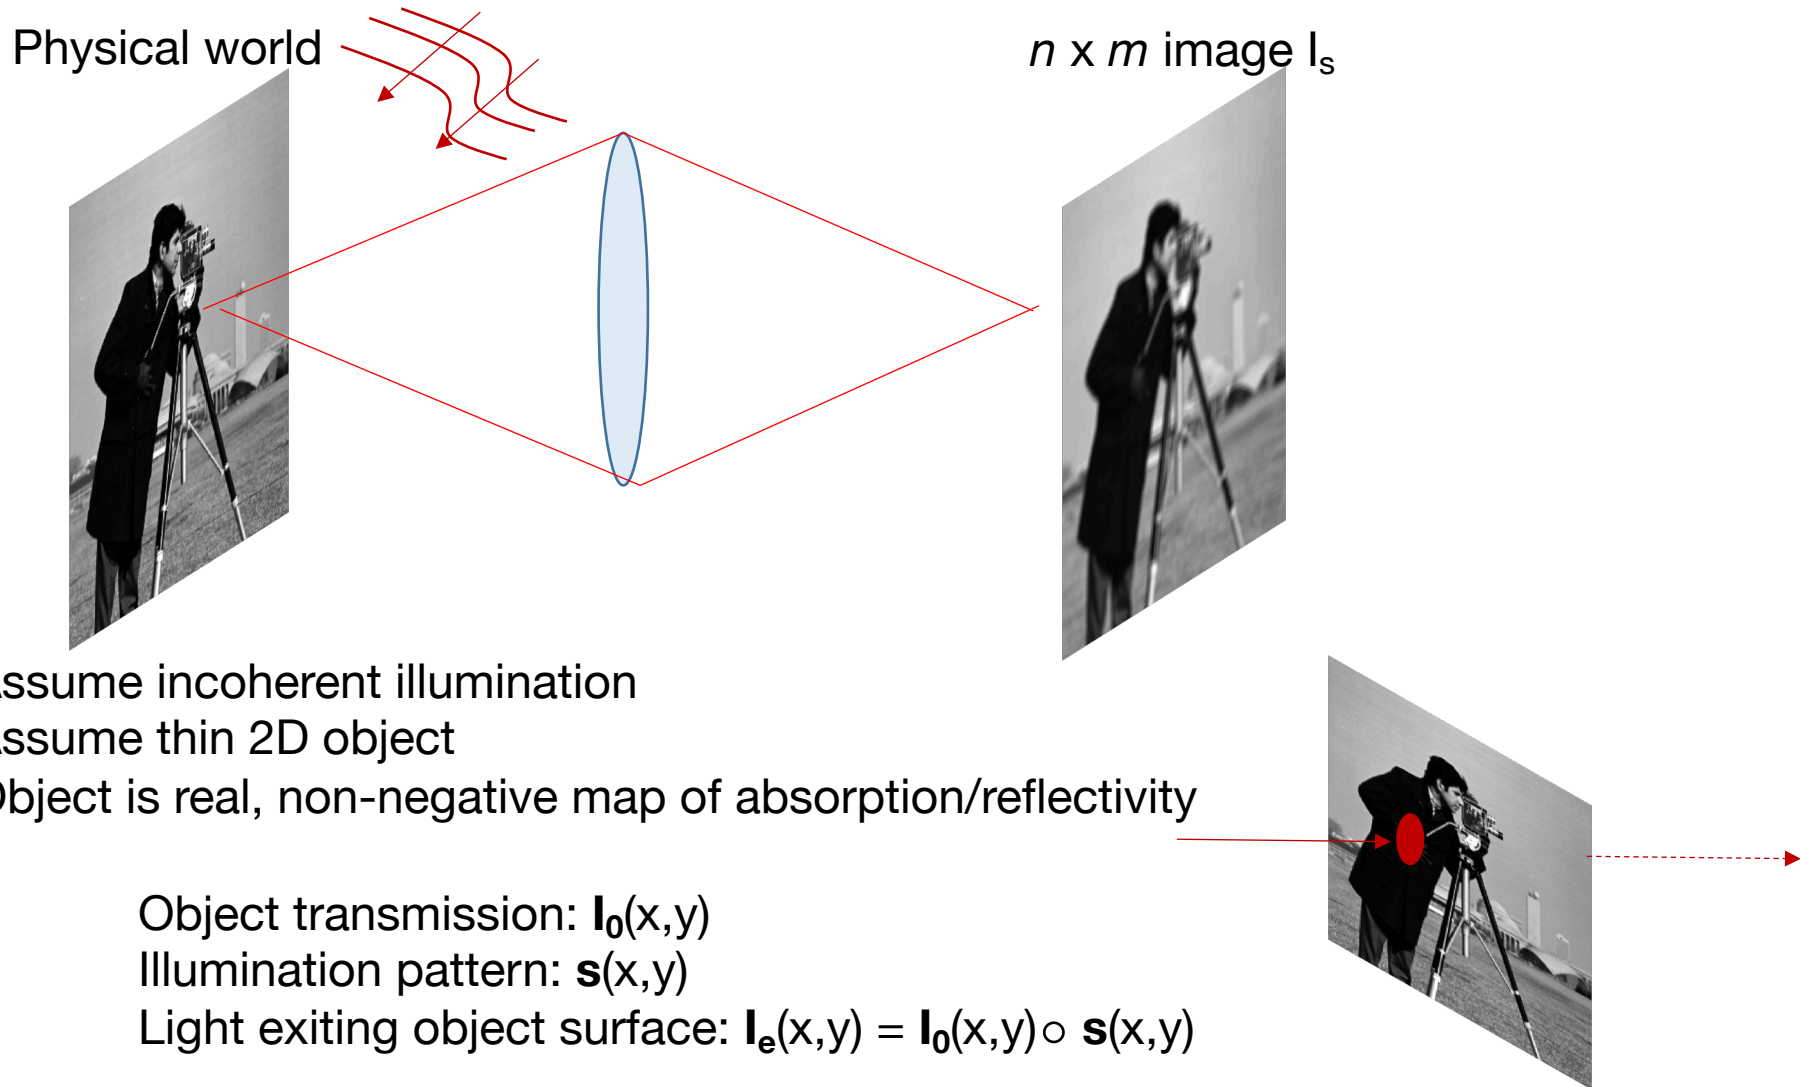 Physical world
n x m image Iₛ
ssume incoherent illumination
ssume thin 2D object
Object is real, non-negative map of absorption/reflectivity
Object transmission: I₀(x,y)
Illumination pattern: s(x,y)
Light exiting object surface: Iₑ(x,y) = I₀(x,y)○ s(x,y)